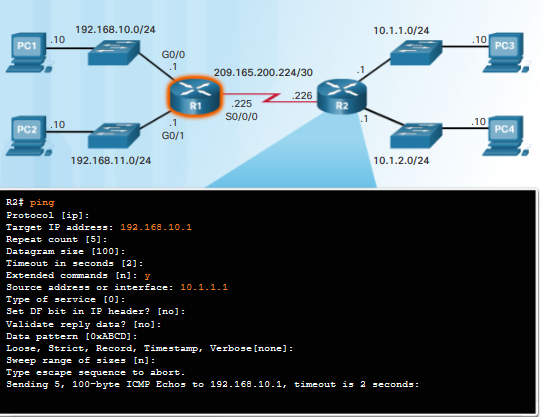 192.168.10.0/24
10.1.1.0/24
PC1
.10
.10
PC3
G0/0
.1
209.165.200.224/30
.1
R1
.225
.226
R2
S0/0/0
PC2
.10
.1
G0/1
.1
.10
PC4
192.168.11.0/24
10.1.2.0/24
R2# ping
Protocol [ip]:
Target IP address: 192.168.10.1
Repeat count [5]:
Datagram size [100]:
Timeout in seconds [2]:
Extended commands [n]: y
Source address or interface: 10.1.1.1
Type of service [0]:
Set DF bit in IP header? [no]:
Validate reply data? [no]:
Data pattern [0xABCD]:
Loose, Strict, Record, Timestamp, Verbose[none]:
Sweep range of sizes [n]:
Type escape sequence to abort.
Sending 5, 100-byte ICMP Echos to 192.168.10.1, timeout is 2 seconds: